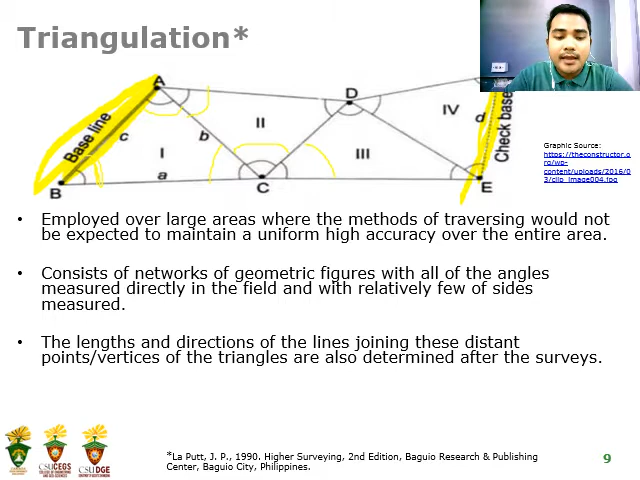 Triangulation*
A
D
Base line
c
b
II
IV
d
Check base
I
III
a
B
C
E
Graphic Source:
https://theconstructor.o
rg/wp-
content/uploads/2016/0
3/clip_image004.jpg
• Employed over large areas where the methods of traversing would not
be expected to maintain a uniform high accuracy over the entire area.
• Consists of networks of geometric figures with all of the angles
measured directly in the field and with relatively few of sides
measured.
• The lengths and directions of the lines joining these distant
points/vertices of the triangles are also determined after the surveys.
CSUCEGS
CSUDGE
*La Putt, J. P., 1990. Higher Surveying, 2nd Edition, Baguio Research & Publishing
Center, Baguio City, Philippines.
9